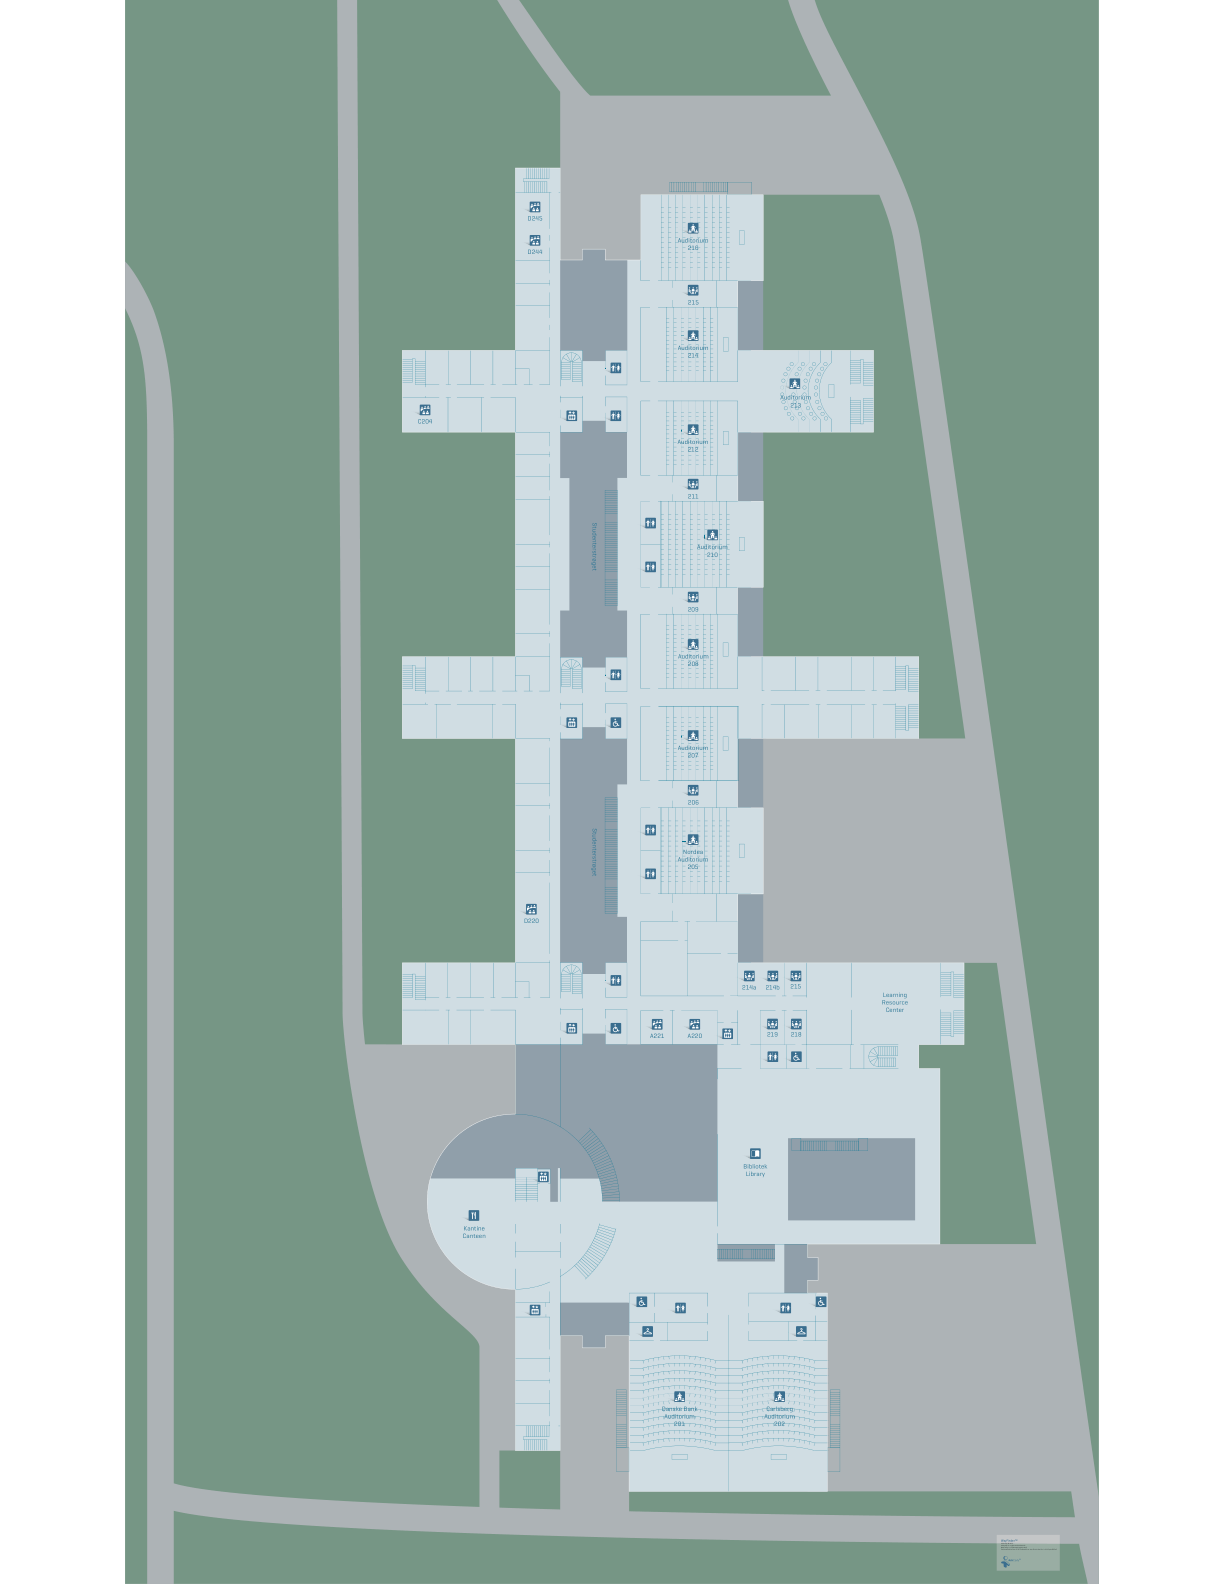 D245
D244
Auditorium
216
215
Auditorium
214
Auditorium
213
C204
Auditorium
212
211
Auditorium
210
209
Auditorium
208
Auditorium
207
206
Nordea
Auditorium
205
D220
214a
214b
215
Learning
Resource
Center
A221
A220
219
218
Bibliotek
Library
Kantine
Canteen
Danske Bank
Auditorium
201
Carlsberg
Auditorium
202